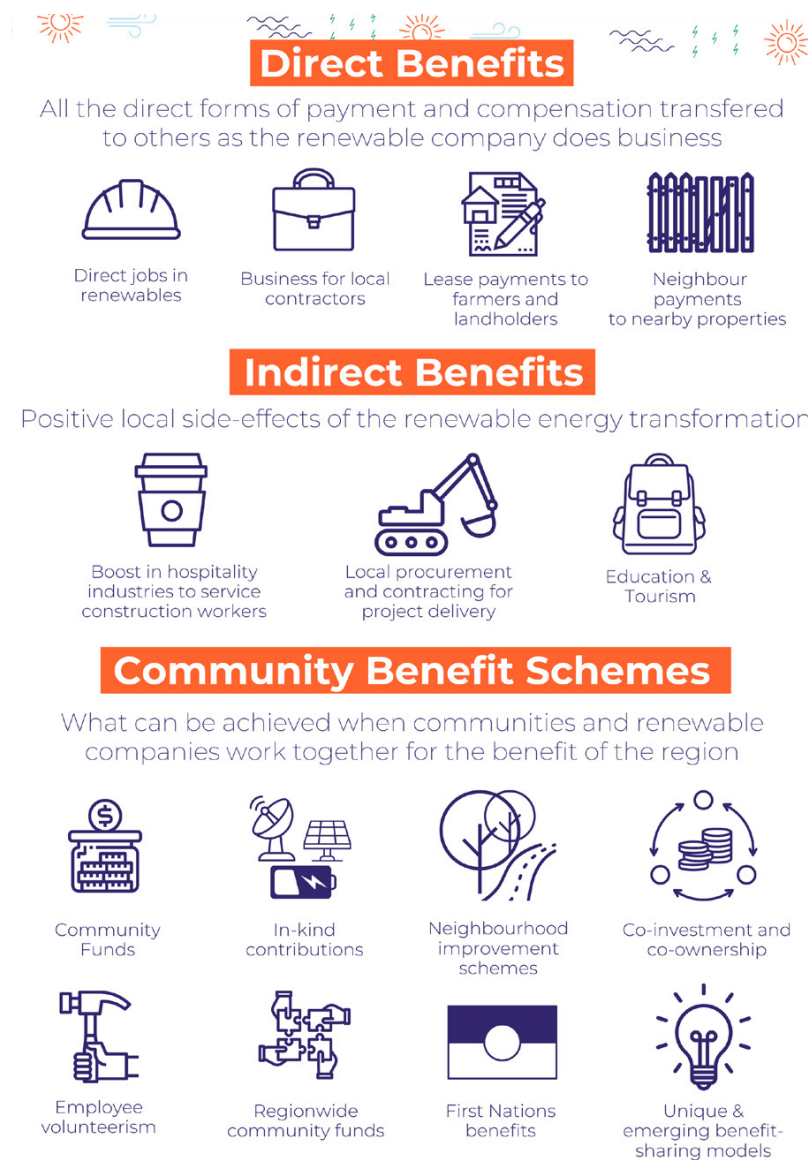 Direct Benefits
All the direct forms of payment and compensation transfered
to others as the renewable company does business
Direct jobs in
renewables
Business for local
contractors
Lease payments to
farmers and
landholders
Neighbour
payments
to nearby properties
Indirect Benefits
Positive local side-effects of the renewable energy transformation
Boost in hospitality
industries to service
construction workers
Local procurement
and contracting for
project delivery
Education &
Tourism
Community Benefit Schemes
What can be achieved when communities and renewable
companies work together for the benefit of the region
$
Community
Funds
In-kind
contributions
Neighbourhood
improvement
schemes
Co-investment and
co-ownership
Employee
volunteerism
Regionwide
community funds
First Nations
benefits
Unique &
emerging benefit-
sharing models